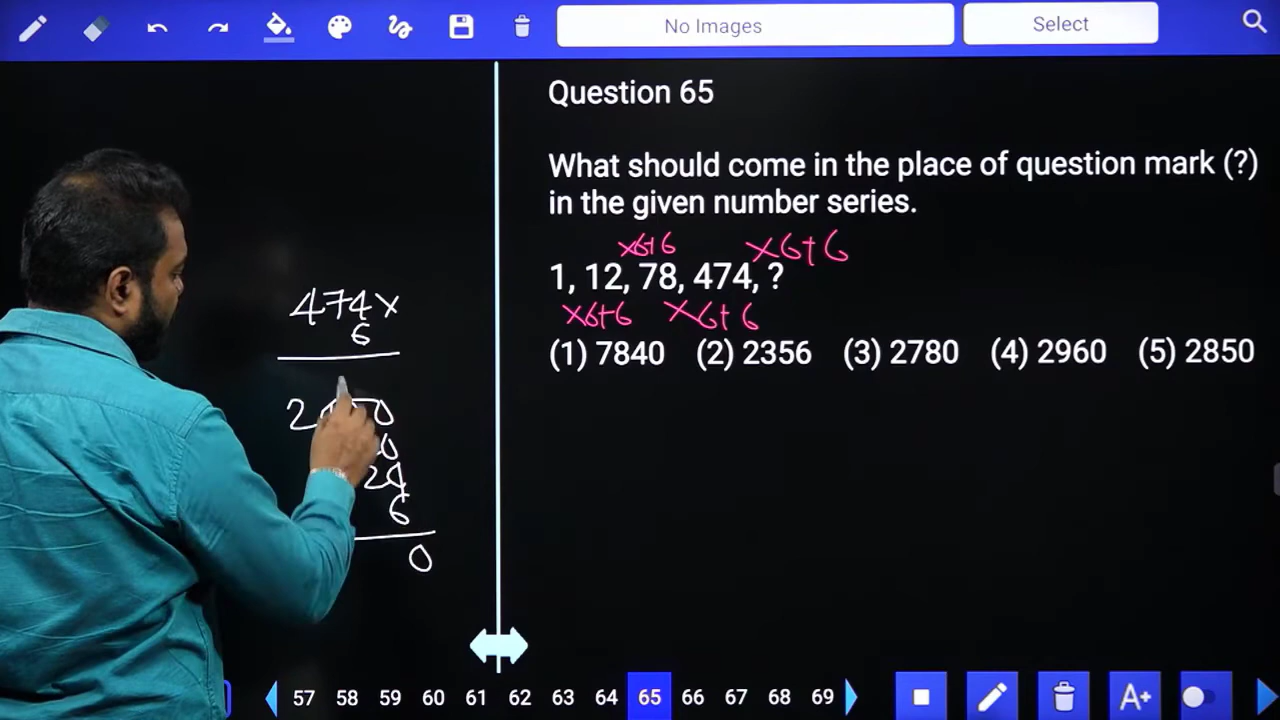 No Images
Select
Question 65
What should come in the place of question mark (?)
in the given number series.
×6+6 ×6+6
1, 12, 78, 474, ?
×6+6 ×6+6
(1) 7840 (2) 2356 (3) 2780 (4) 2960 (5) 2850
474×
6
24
6
0
57 58 59 60 61 62 63 64 65 66 67 68 69
A+